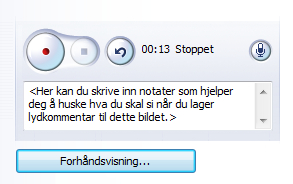 00:13 Stoppet
<Her kan du skrive inn notater som hjelper
deg å huske hva du skal si når du lager
lydkommentar til dette bildet.>
Forhåndsvisning...